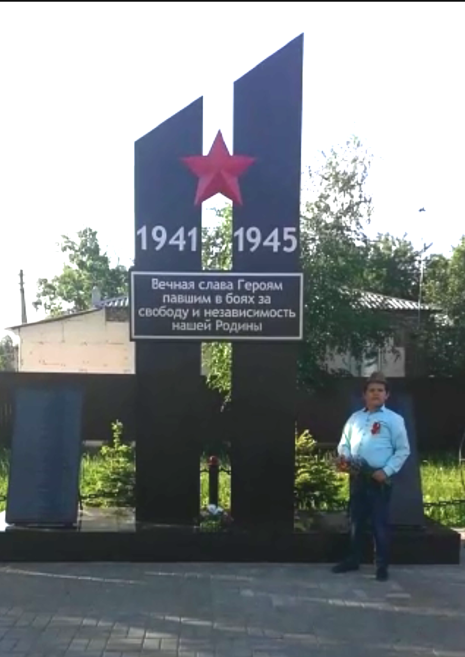 1941 1945
Вечная слава Героям
павшим в боях за
свободу и независимость
нашей Родины